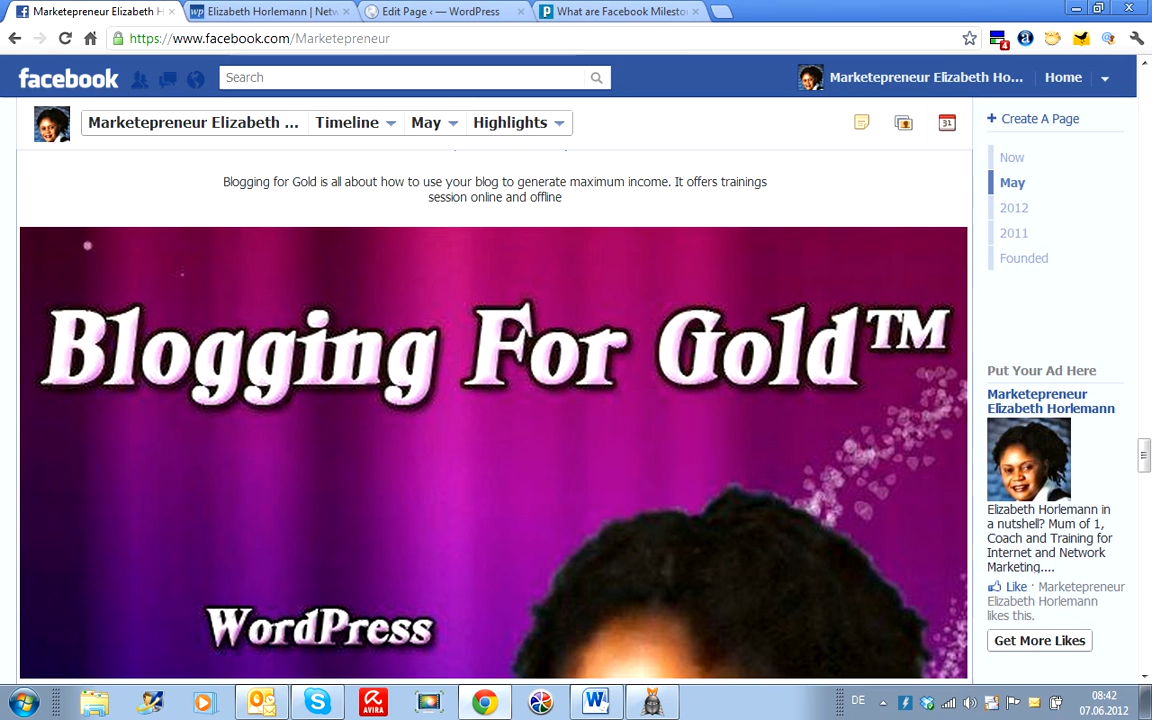 Marketepreneur Elizabeth H
Elizabeth Horlemann | Netw
Edit Page ‹ — WordPress
What are Facebook Milesto
https://www.facebook.com/Marketepreneur
4
facebook
Search
Marketepreneur Elizabeth Ho...
Home
Marketepreneur Elizabeth ...
Timeline
May
Highlights
31
+ Create A Page
Now
May
2012
2011
Founded
Blogging for Gold is all about how to use your blog to generate maximum income. It offers trainings
session online and offline
Blogging For Gold™
WordPress
Put Your Ad Here
Marketepreneur
Elizabeth Horlemann
Elizabeth Horlemann in
a nutshell? Mum of 1,
Coach and Training for
Internet and Network
Marketing....
Like · Marketepreneur
Elizabeth Horlemann
likes this.
Get More Likes
AVIRA
DE
08:42
07.06.2012